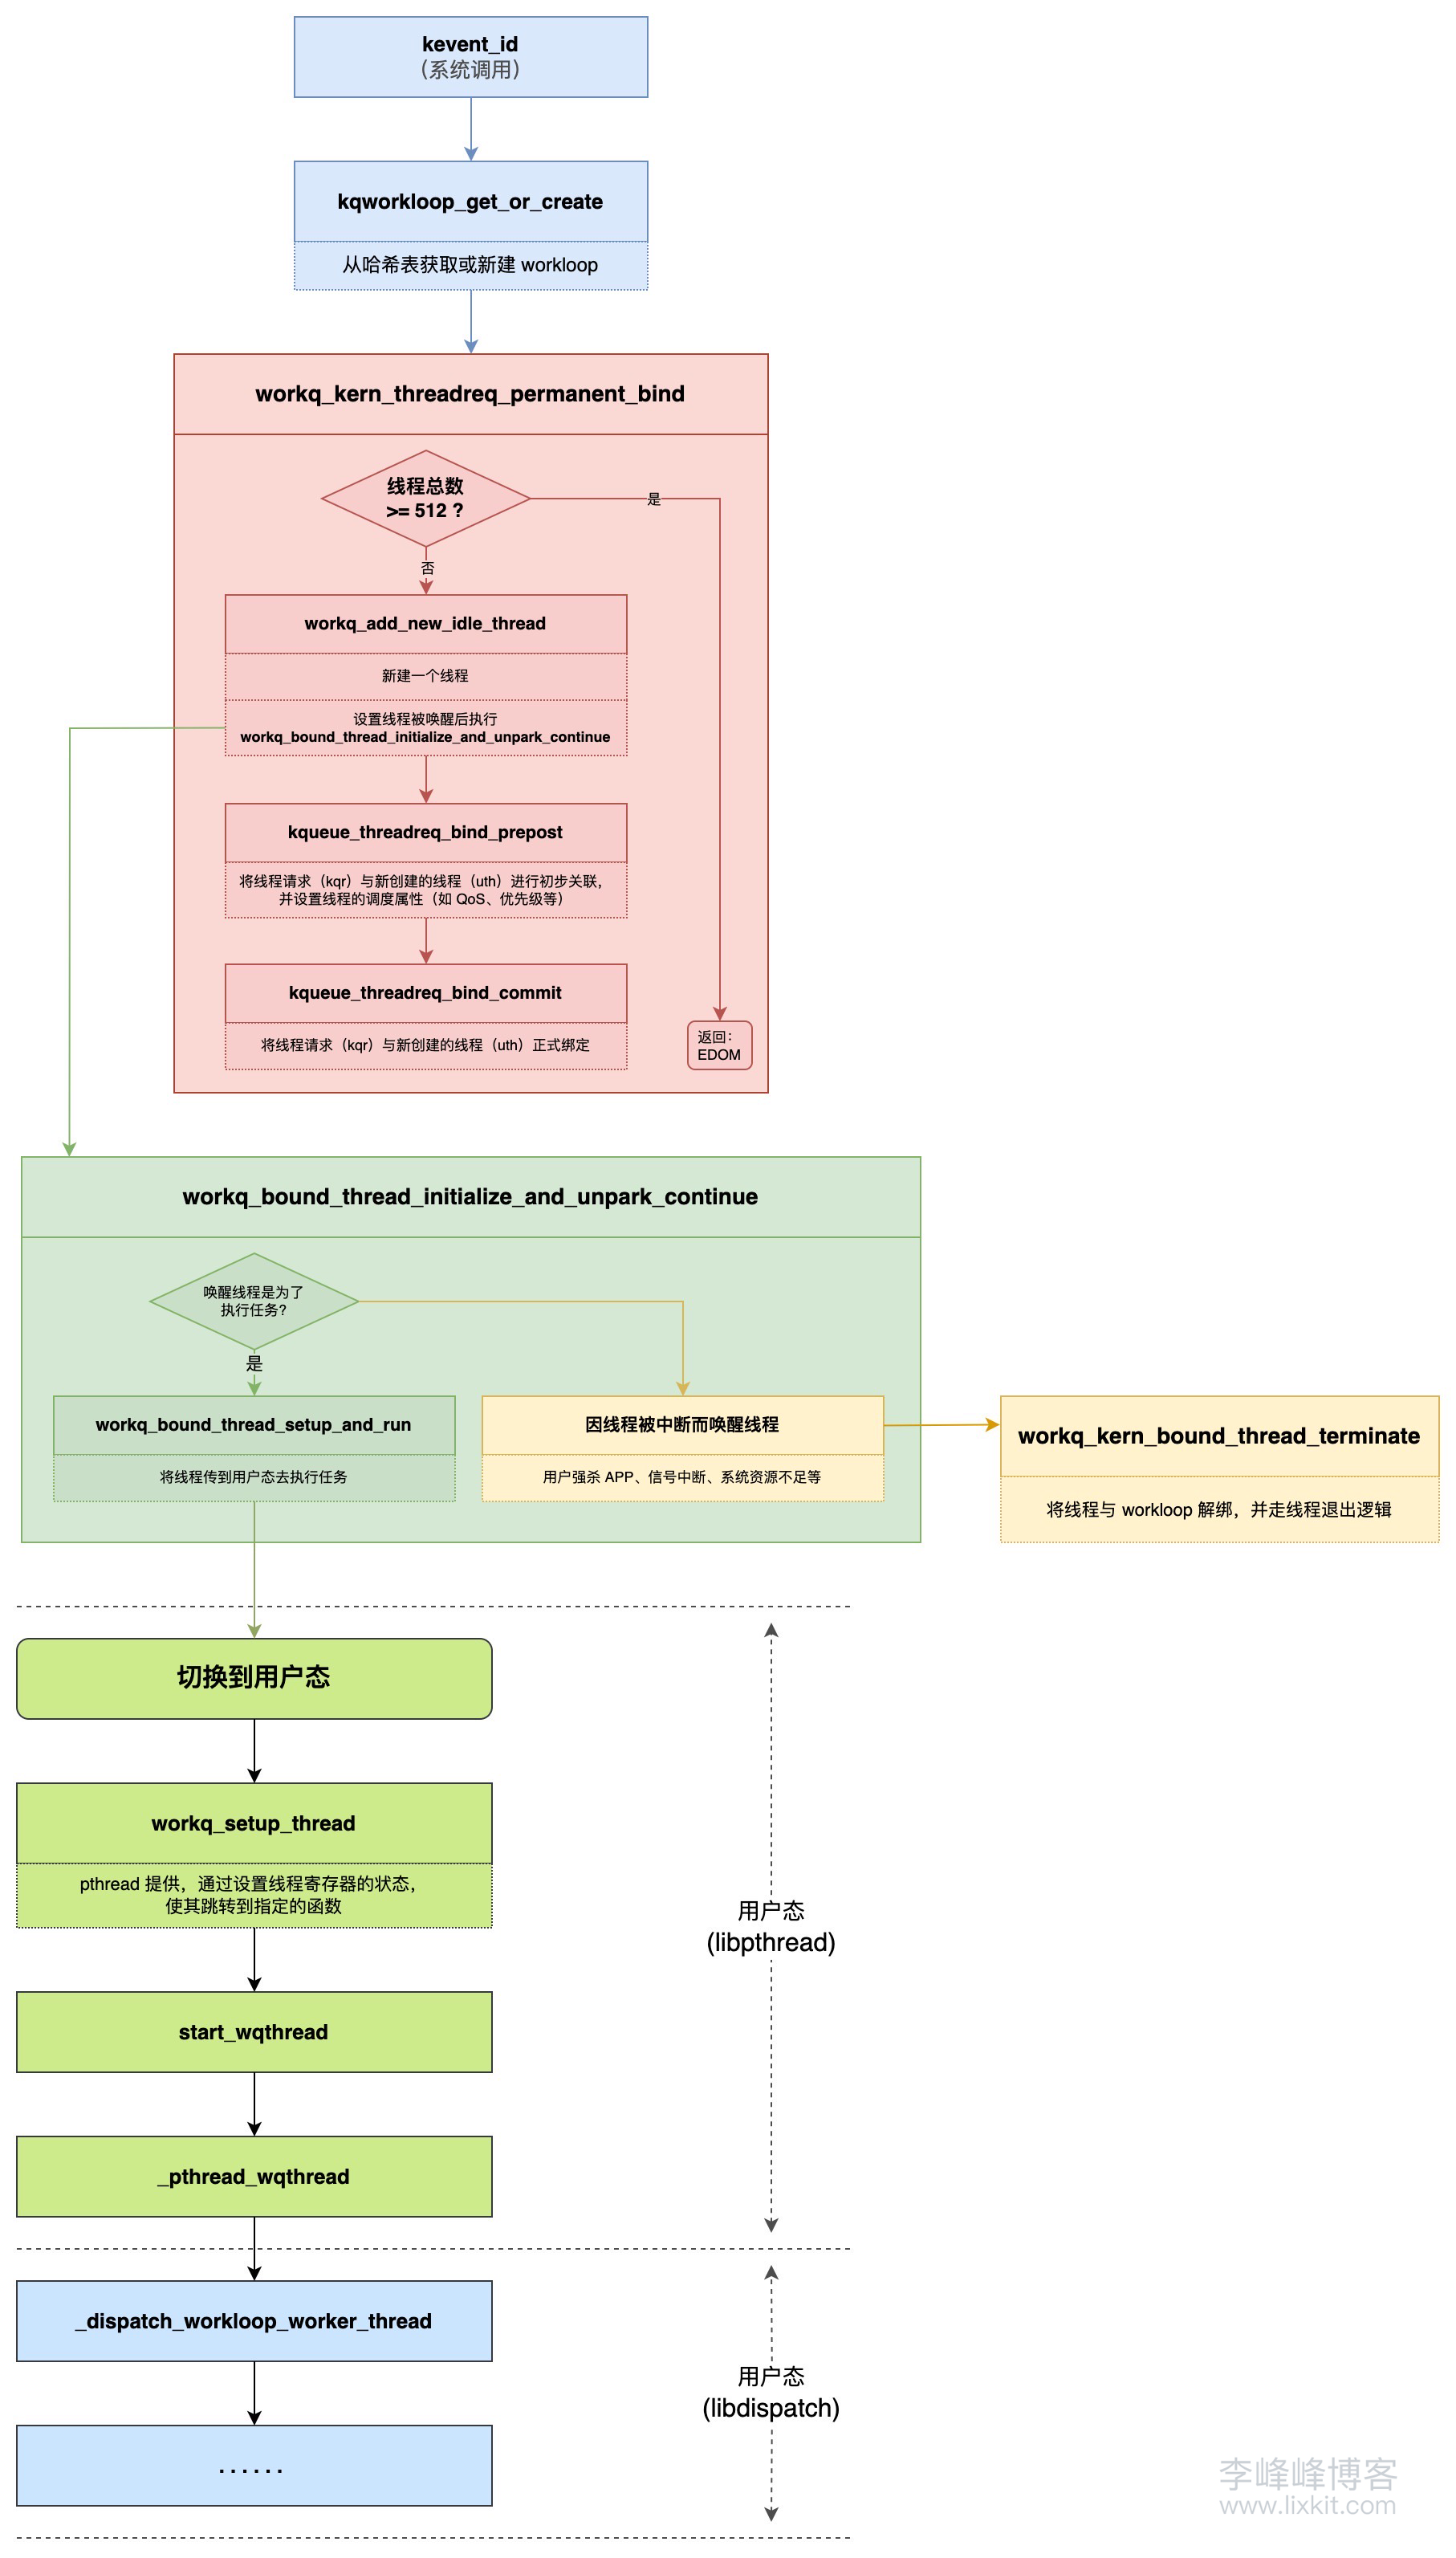 kevent_id
(系统调用)
kqworkloop_get_or_create
从哈希表获取或新建 workloop
workq_kern_threadreq_permanent_bind
线程总数
>= 512 ?
是
否
workq_add_new_idle_thread
新建一个线程
设置线程被唤醒后执行
workq_bound_thread_initialize_and_unpark_continue
kqueue_threadreq_bind_prepost
将线程请求（kqr）与新创建的线程（uth）进行初步关联，
并设置线程的调度属性（如 QoS、优先级等）
kqueue_threadreq_bind_commit
将线程请求（kqr）与新创建的线程（uth）正式绑定
返回：
EDOM
workq_bound_thread_initialize_and_unpark_continue
唤醒线程是为了
执行任务?
是
workq_bound_thread_setup_and_run
将线程传到用户态去执行任务
因线程被中断而唤醒线程
用户强杀 APP、信号中断、系统资源不足等
workq_kern_bound_thread_terminate
将线程与 workloop 解绑，并走线程退出逻辑
切换到用户态
workq_setup_thread
pthread 提供，通过设置线程寄存器的状态，
使其跳转到指定的函数
用户态
(libpthread)
start_wqthread
_pthread_wqthread
_dispatch_workloop_worker_thread
用户态
(libdispatch)
······
李峰峰博客
www.lixkit.com